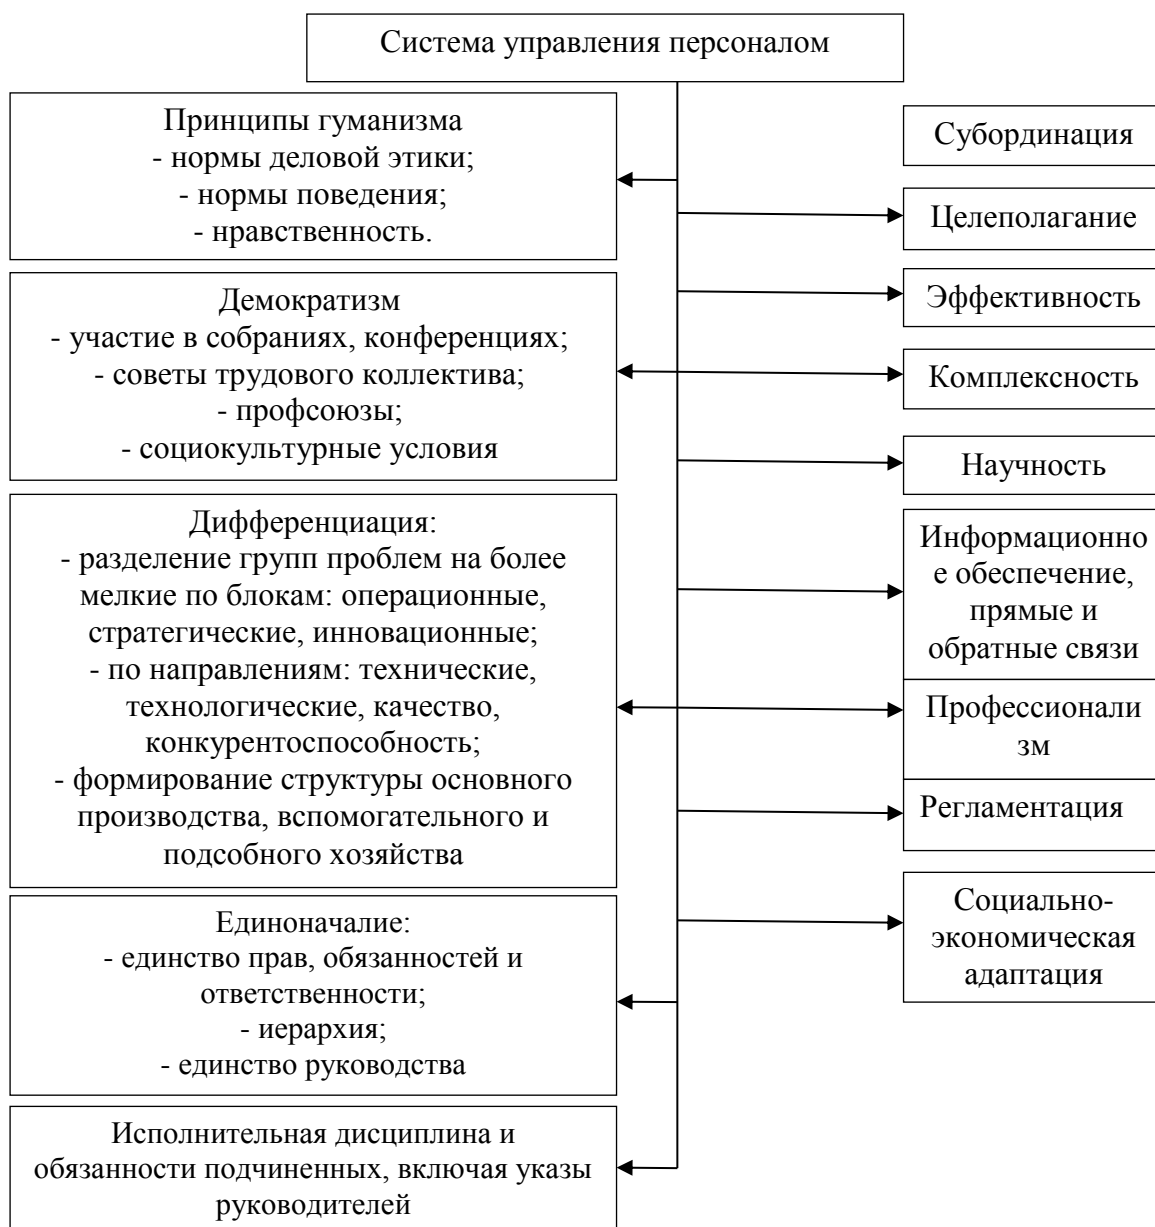 Система управления персоналом
Принципы гуманизма
- нормы деловой этики;
- нормы поведения;
- нравственность.
Демократизм
- участие в собраниях, конференциях;
- советы трудового коллектива;
- профсоюзы;
- социокультурные условия
Дифференциация:
- разделение групп проблем на более
мелкие по блокам: операционные,
стратегические, инновационные;
- по направлениям: технические,
технологические, качество,
конкурентоспособность;
- формирование структуры основного
производства, вспомогательного и
подсобного хозяйства
Единоначалие:
- единство прав, обязанностей и
ответственности;
- иерархия;
- единство руководства
Исполнительная дисциплина и
обязанности подчиненных, включая указы
руководителей
Субординация
Целеполагание
Эффективность
Комплексность
Научность
Информационно
е обеспечение,
прямые и
обратные связи
Профессионали
зм
Регламентация
Социально-
экономическая
адаптация